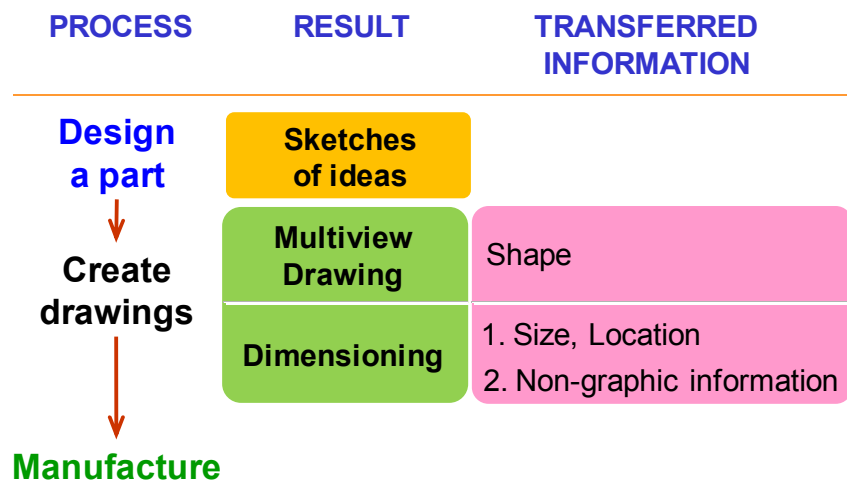 PROCESS
RESULT
TRANSFERRED
INFORMATION
Design
a part
Sketches
of ideas
Create
drawings
Multiview
Drawing
Shape
Dimensioning
1. Size, Location
2. Non-graphic information
Manufacture